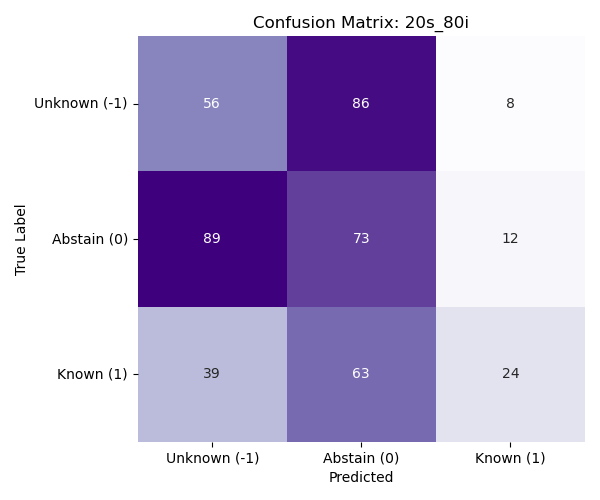 Confusion Matrix: 20s_80i
True Label
Unknown (-1) 56 86 8
Abstain (0) 89 73 12
Known (1) 39 63 24
Unknown (-1) Abstain (0) Known (1)
Predicted